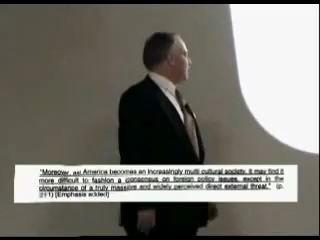 "Moreover, as America becomes an increasingly multi cultural society, it may find it
more difficult to fashion a consensus on foreign policy issues, except in the
circumstance of a truly massive and widely perceived direct external threat." (p.
211) [Emphasis added]